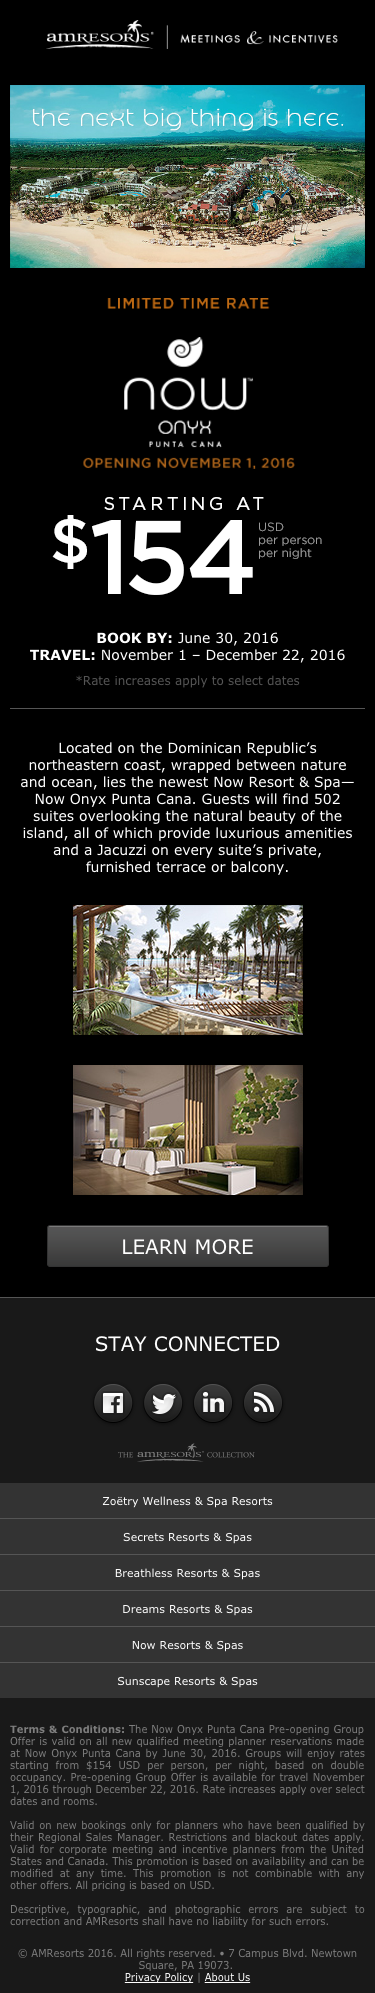 amresorts® | MEETINGS & INCENTIVES
the next big thing is here.
LIMITED TIME RATE
now™
onyx
PUNTA CANA
OPENING NOVEMBER 1, 2016
STARTING AT
$154 USD
per person
per night
BOOK BY: June 30, 2016
TRAVEL: November 1 – December 22, 2016
*Rate increases apply to select dates
Located on the Dominican Republic’s
northeastern coast, wrapped between nature
and ocean, lies the newest Now Resort & Spa—
Now Onyx Punta Cana. Guests will find 502
suites overlooking the natural beauty of the
island, all of which provide luxurious amenities
and a Jacuzzi on every suite’s private,
furnished terrace or balcony.
LEARN MORE
STAY CONNECTED
THE amresorts® COLLECTION
Zoëtry Wellness & Spa Resorts
Secrets Resorts & Spas
Breathless Resorts & Spas
Dreams Resorts & Spas
Now Resorts & Spas
Sunscape Resorts & Spas
Terms & Conditions: The Now Onyx Punta Cana Pre-opening Group
Offer is valid on all new qualified meeting planner reservations made
at Now Onyx Punta Cana by June 30, 2016. Groups will enjoy rates
starting from $154 USD per person, per night, based on double
occupancy. Pre-opening Group Offer is available for travel November
1, 2016 through December 22, 2016. Rate increases apply over select
dates and rooms.
Valid on new bookings only for planners who have been qualified by
their Regional Sales Manager. Restrictions and blackout dates apply.
Valid for corporate meeting and incentive planners from the United
States and Canada. This promotion is based on availability and can be
modified at any time. This promotion is not combinable with any
other offers. All pricing is based on USD.
Descriptive, typographic, and photographic errors are subject to
correction and AMResorts shall have no liability for such errors.
© AMResorts 2016. All rights reserved. • 7 Campus Blvd. Newtown
Square, PA 19073.
Privacy Policy | About Us